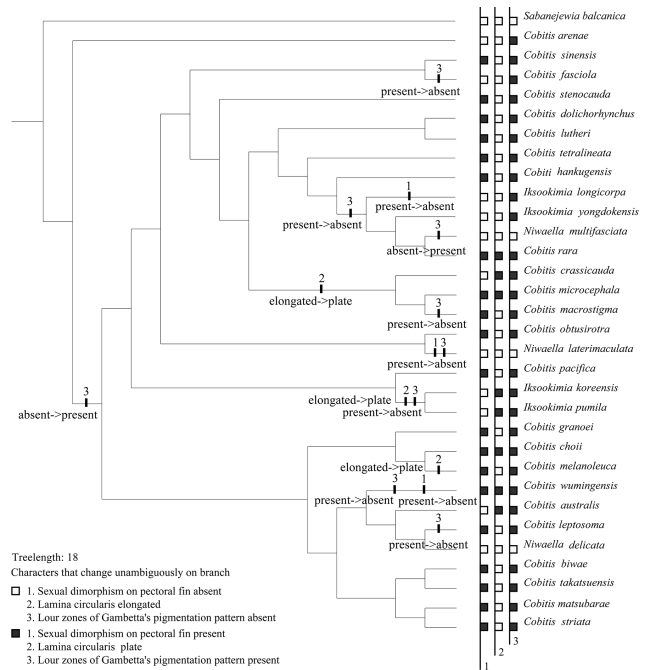 Sabanejewia balcanica
Cobitis arenae
Cobitis sinensis
3
Cobitis fasciola
present->absent
Cobitis stenocauda
Cobitis dolichorhynchus
Cobitis lutheri
Cobitis tetralineata
Cobiti hankugensis
1
Iksookimia longicorpa
3
present->absent
Iksookimia yongdokensis
present->absent
3
Niwaella multifasciata
absent->present
Cobitis rara
2
Cobitis crassicauda
elongated->plate
Cobitis microcephala
3
Cobitis macrostigma
present->absent
Cobitis obtusirotra
1 3
Niwaella laterimaculata
present->absent
Cobitis pacifica
3
elongated->plate
2 3
Iksookimia koreensis
absent->present
present->absent
Iksookimia pumila
Cobitis granoei
Cobitis choii
2
elongated->plate
Cobitis melanoleuca
3
1
Cobitis wumingensis
present->absent
present->absent
Cobitis australis
3
Cobitis leptosoma
present->absent
Niwaella delicata
Cobitis biwae
Cobitis takatsuensis
Cobitis matsubarae
Cobitis striata
Treelength: 18
Characters that change unambiguously on branch
1. Sexual dimorphism on pectoral fin absent
2. Lamina circularis elongated
3. Lour zones of Gambetta's pigmentation pattern absent
1. Sexual dimorphism on pectoral fin present
2. Lamina circularis plate
3. Lour zones of Gambetta's pigmentation pattern present
3
2
1